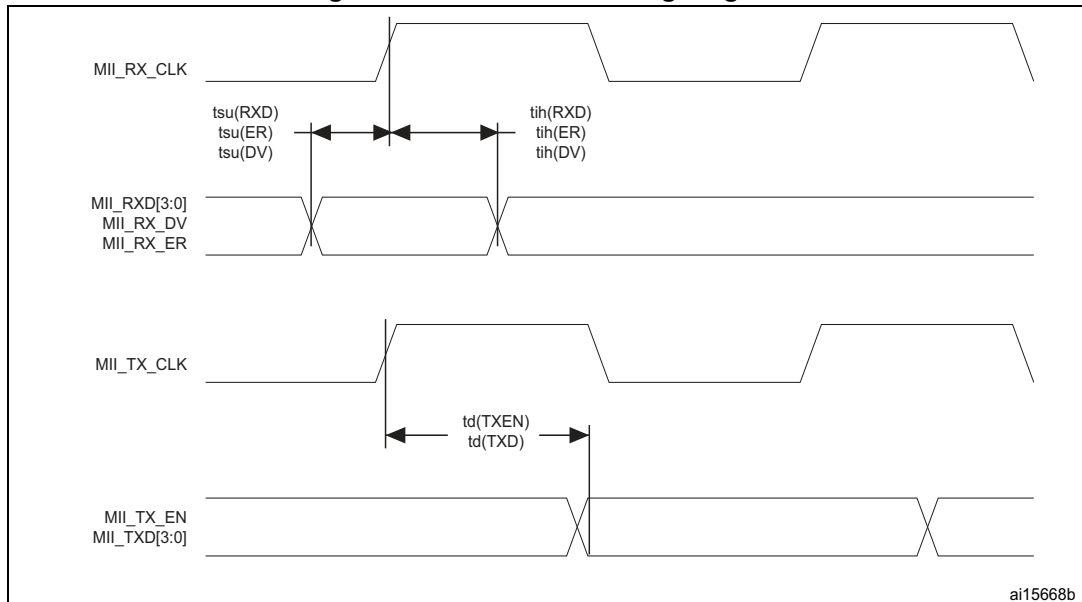 MII_RX_CLK
tsu(RXD)
tsu(ER)
tsu(DV)
tih(RXD)
tih(ER)
tih(DV)
MII_RXD[3:0]
MII_RX_DV
MII_RX_ER
MII_TX_CLK
td(TXEN)
td(TXD)
MII_TX_EN
MII_TXD[3:0]
ai15668b